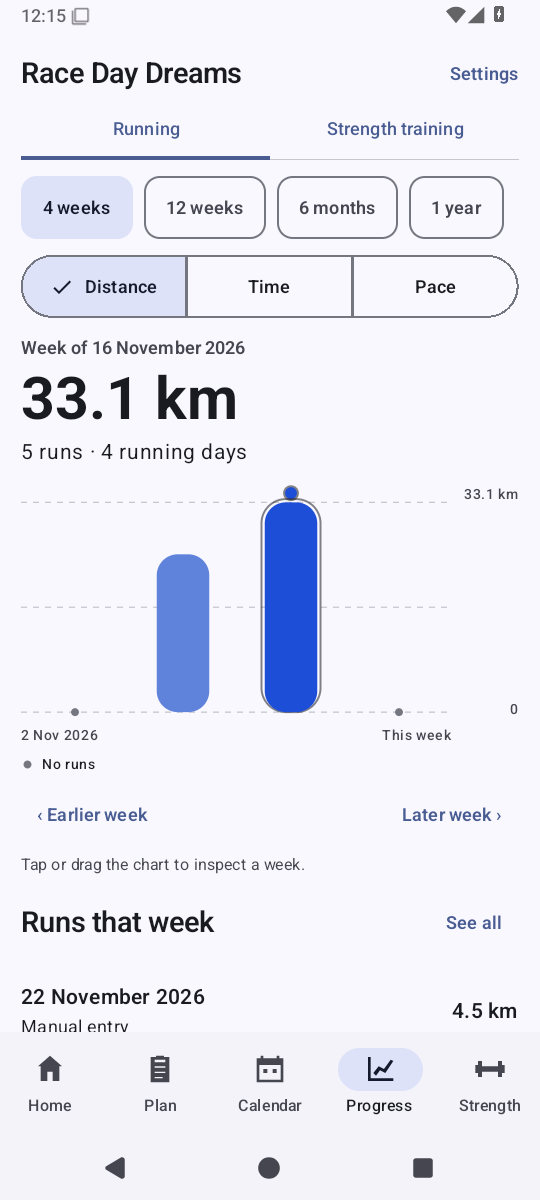 12:15
Race Day Dreams
Settings
Running
Strength training
4 weeks
12 weeks
6 months
1 year
Distance
Time
Pace
Week of 16 November 2026
33.1 km
5 runs · 4 running days
33.1 km
0
2 Nov 2026
This week
No runs
‹ Earlier week
Later week ›
Tap or drag the chart to inspect a week.
Runs that week
See all
22 November 2026
4.5 km
Manual entry
Home
Plan
Calendar
Progress
Strength